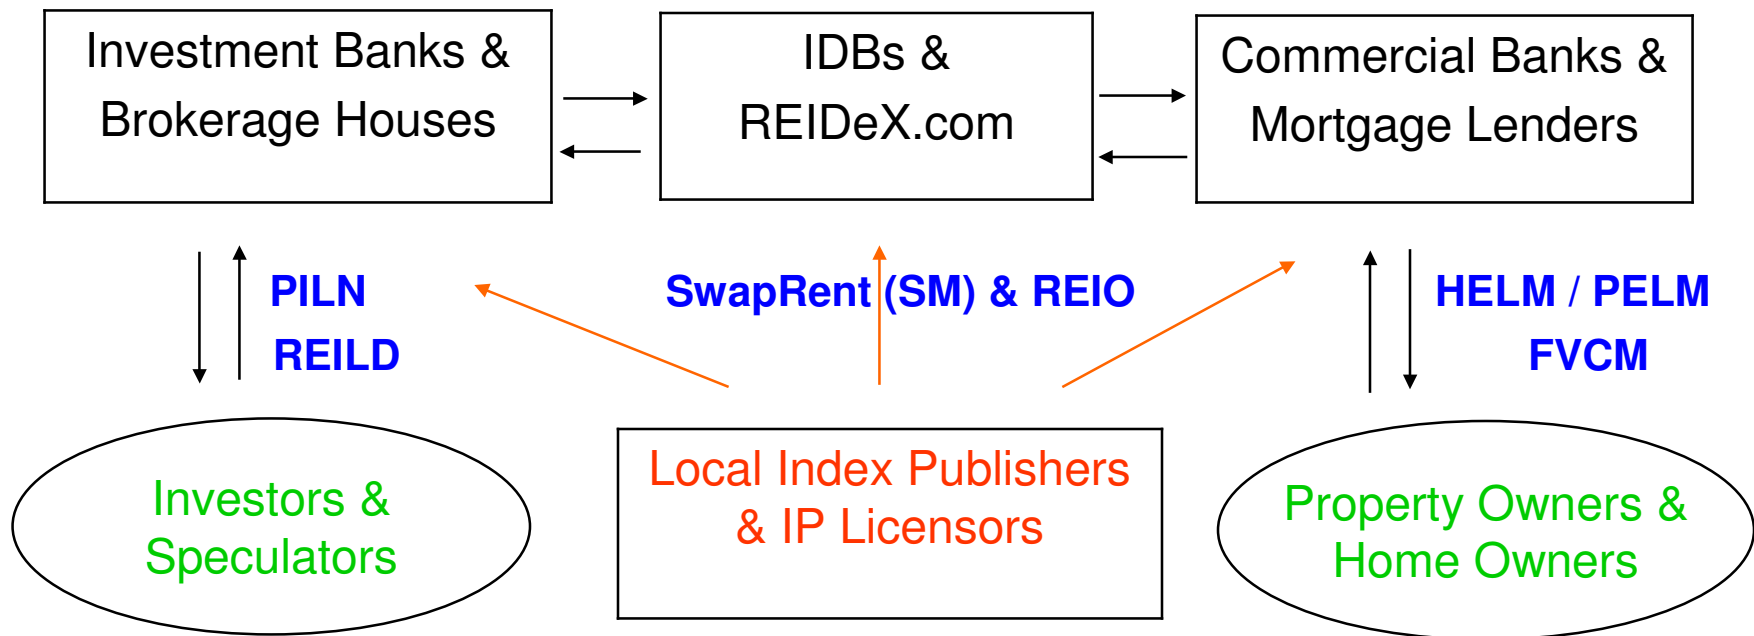 Investment Banks &
Brokerage Houses
IDBs &
REIDeX.com
Commercial Banks &
Mortgage Lenders
PILN
REILD
SwapRent (SM) & REIO
HELM / PELM
FVCM
Investors &
Speculators
Local Index Publishers
& IP Licensors
Property Owners &
Home Owners